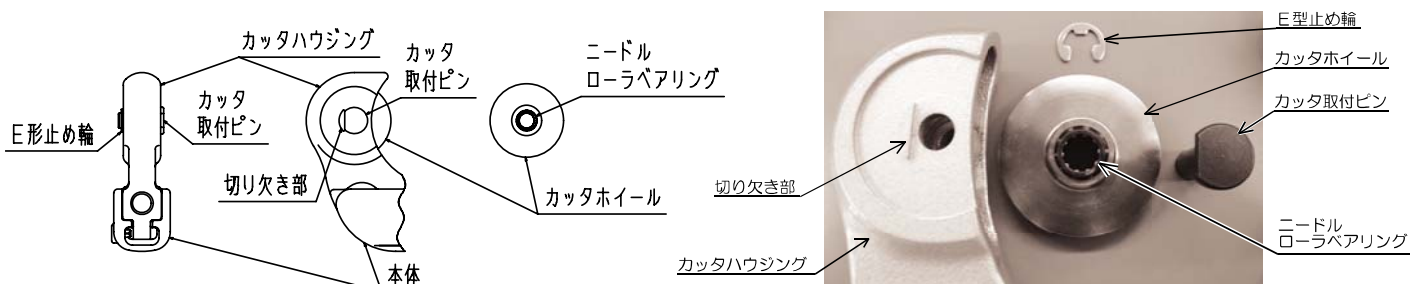 カッタハウジング
カッタ
取付ピン
ニードル
ローラベアリング
E形止め輪
カッタ
取付ピン
切り欠き部
カッタホイール
本体
E型止め輪
カッタホイール
カッタ取付ピン
切り欠き部
ニードル
ローラベアリング
カッタハウジング